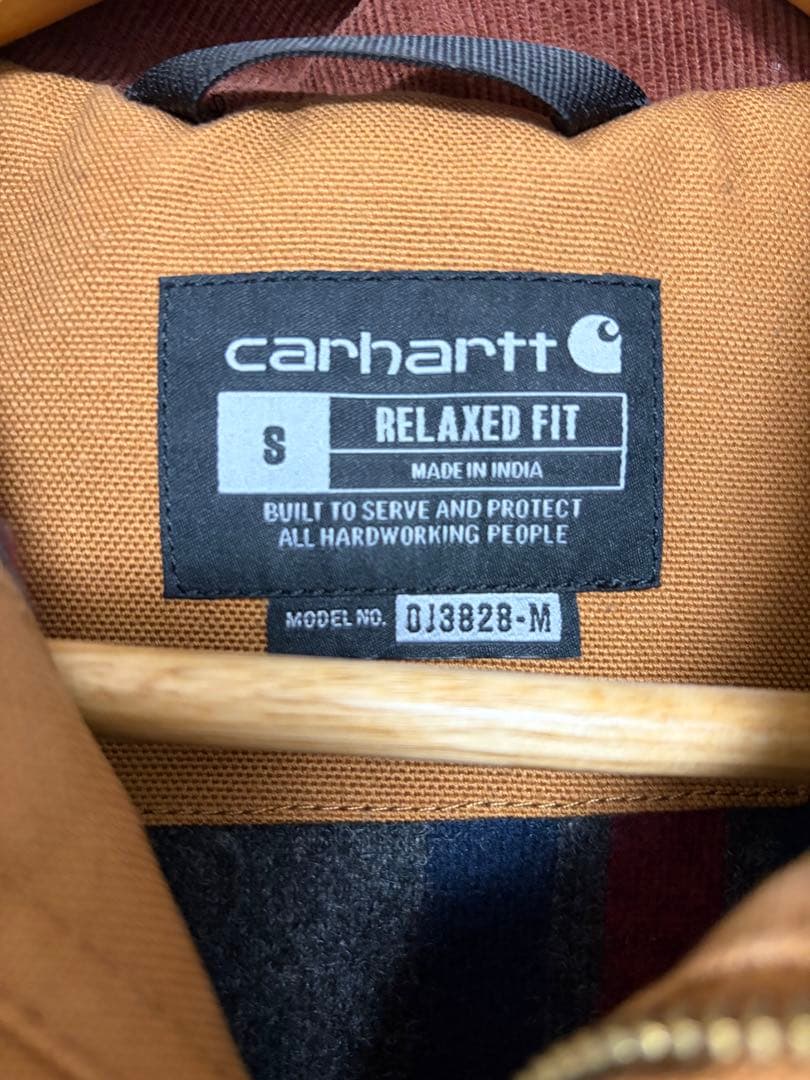 carhartt
S
RELAXED FIT
MADE IN INDIA
BUILT TO SERVE AND PROTECT
ALL HARDWORKING PEOPLE
MODEL NO. OJ3828-M